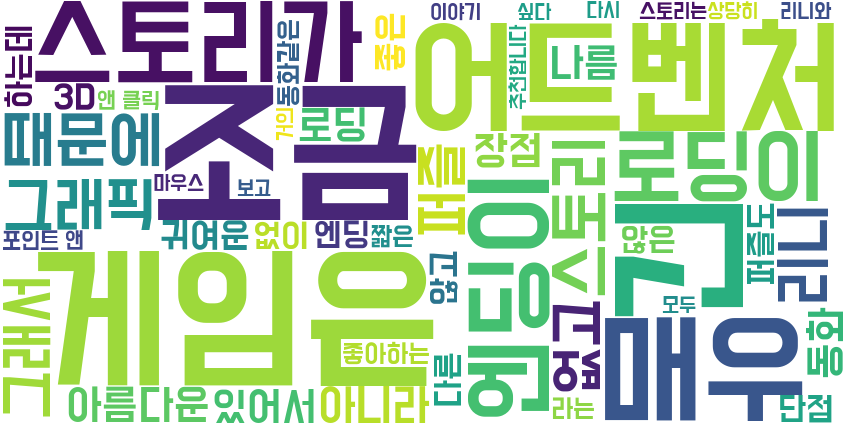 이야기
싶다
다시
스토리는
상당히
리니와
하는데
스토리가
좋은
어드벤처
나름
추천합니다
동화같은
3D
앤 클릭
거의
로딩
조금
때문에
장점
퍼즐
스토리
로딩이
그래픽
마우스
보고
엔딩이
긴
포인트 앤
귀여운
없이
엔딩
짧은
않은
퍼즐도
리니
게임은
않고
모두
그래서
없고
매우
동화
좋아하는
다른
아름다운
있어서
아니라
라는
단점